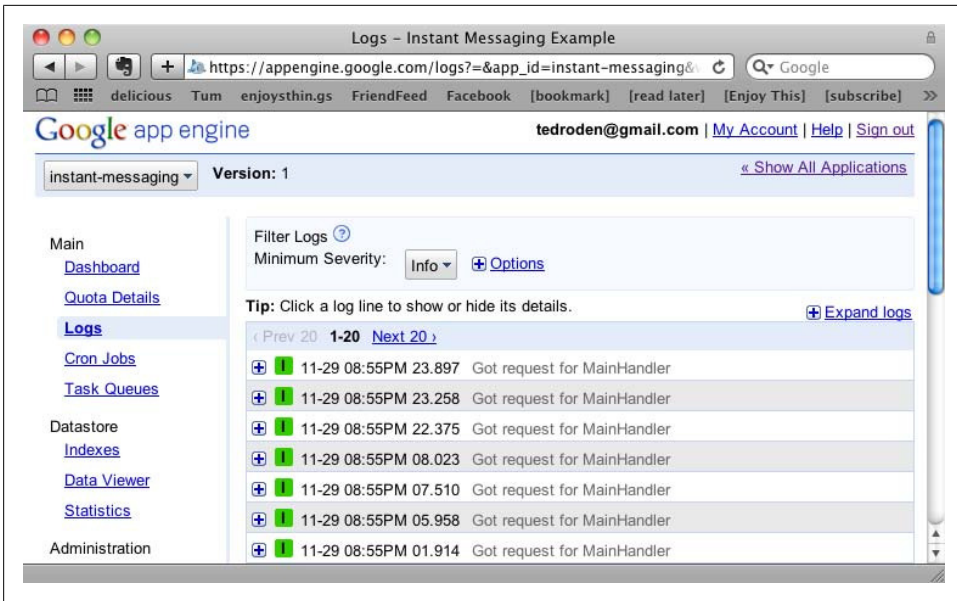 Logs – Instant Messaging Example
https://appengine.google.com/logs?=&app_id=instant-messaging& Google
delicious Tum enjoysthin.gs FriendFeed Facebook [bookmark] [read later] [Enjoy This] [subscribe] »
Google app engine tedroden@gmail.com | My Account | Help | Sign out
instant-messaging Version: 1 « Show All Applications
Main
Dashboard
Quota Details
Logs
Cron Jobs
Task Queues
Datastore
Indexes
Data Viewer
Statistics
Administration
Filter Logs ?
Minimum Severity: Info + Options
Tip: Click a log line to show or hide its details.
+ Expand logs
‹ Prev 20 1-20 Next 20 ›
+ I 11-29 08:55PM 23.897 Got request for MainHandler
+ I 11-29 08:55PM 23.258 Got request for MainHandler
+ I 11-29 08:55PM 22.375 Got request for MainHandler
+ I 11-29 08:55PM 08.023 Got request for MainHandler
+ I 11-29 08:55PM 07.510 Got request for MainHandler
+ I 11-29 08:55PM 05.958 Got request for MainHandler
+ I 11-29 08:55PM 01.914 Got request for MainHandler